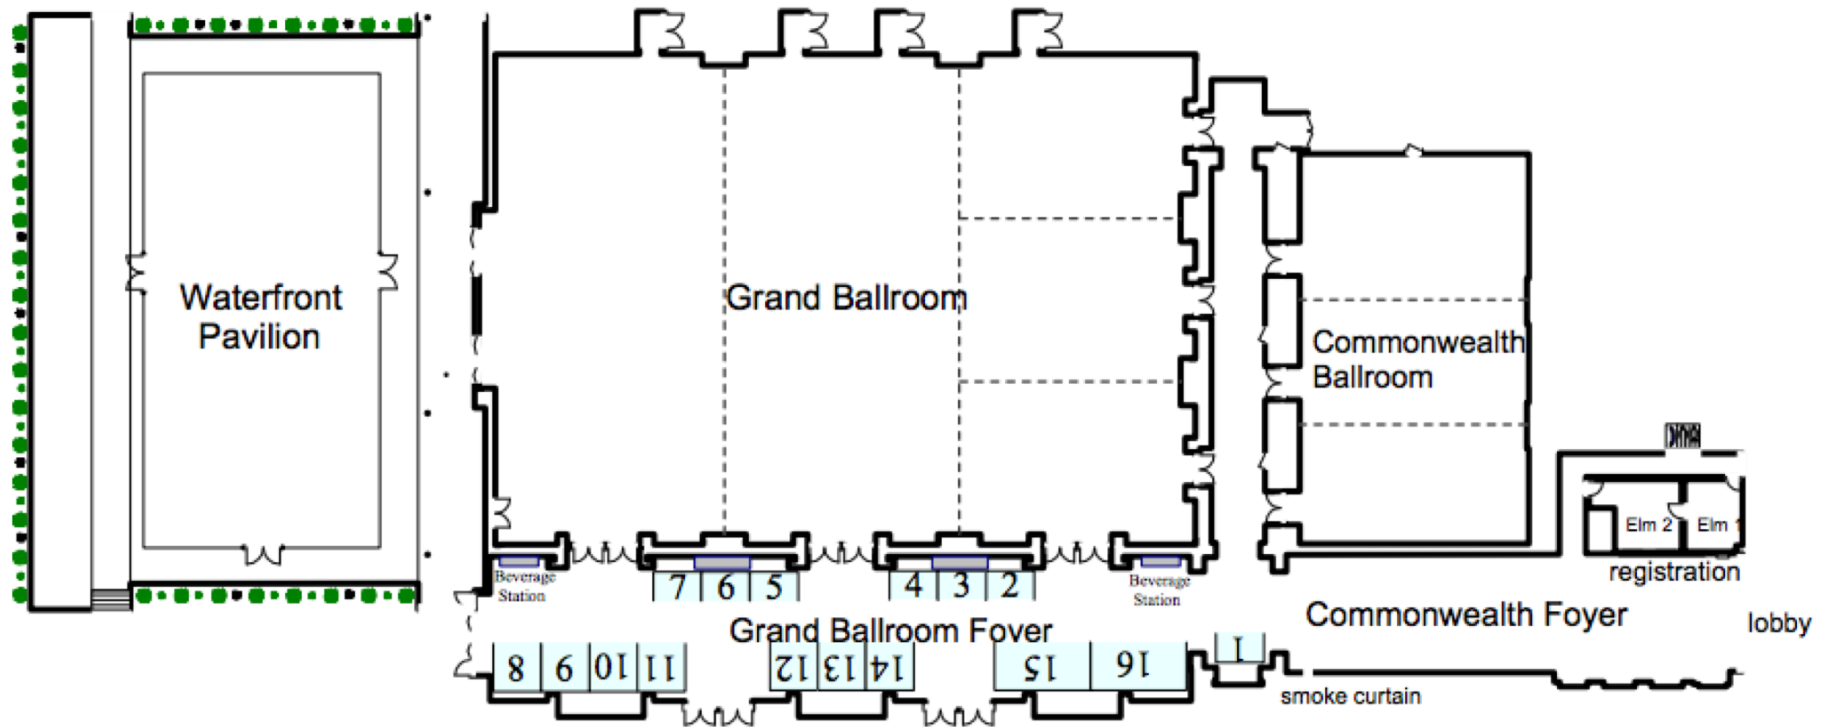 Waterfront
Pavilion
Grand Ballroom
Commonwealth
Ballroom
Elm 2
Elm 1
registration
Beverage
Station
7 6 5
4 3 2
Beverage
Station
Grand Ballroom Foyer
Commonwealth Foyer
lobby
8 9 10 11
12 13 14
15 16
1
smoke curtain